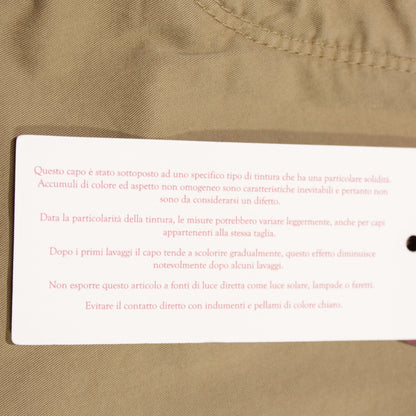 Questo capo è stato sottoposto ad uno specifico tipo di tintura che ha una particolare solidità.
Accumuli di colore ed aspetto non omogeneo sono caratteristiche inevitabili e pertanto non
sono da considerarsi un difetto.
Dara la particolarità della tintura, le misure potrebbero variare leggermente, anche per capi
appartenenti alla stessa taglia.
Dopo i primi lavaggi il capo tende a scolorire gradualmente, questo effetto diminuisce
notevolmente dopo alcuni lavaggi.
Non esporre questo articolo a fonti di luce diretta come luce solare, lampade o faretti.
Evitare il contatto diretto con indumenti e pellami di colore chiaro.